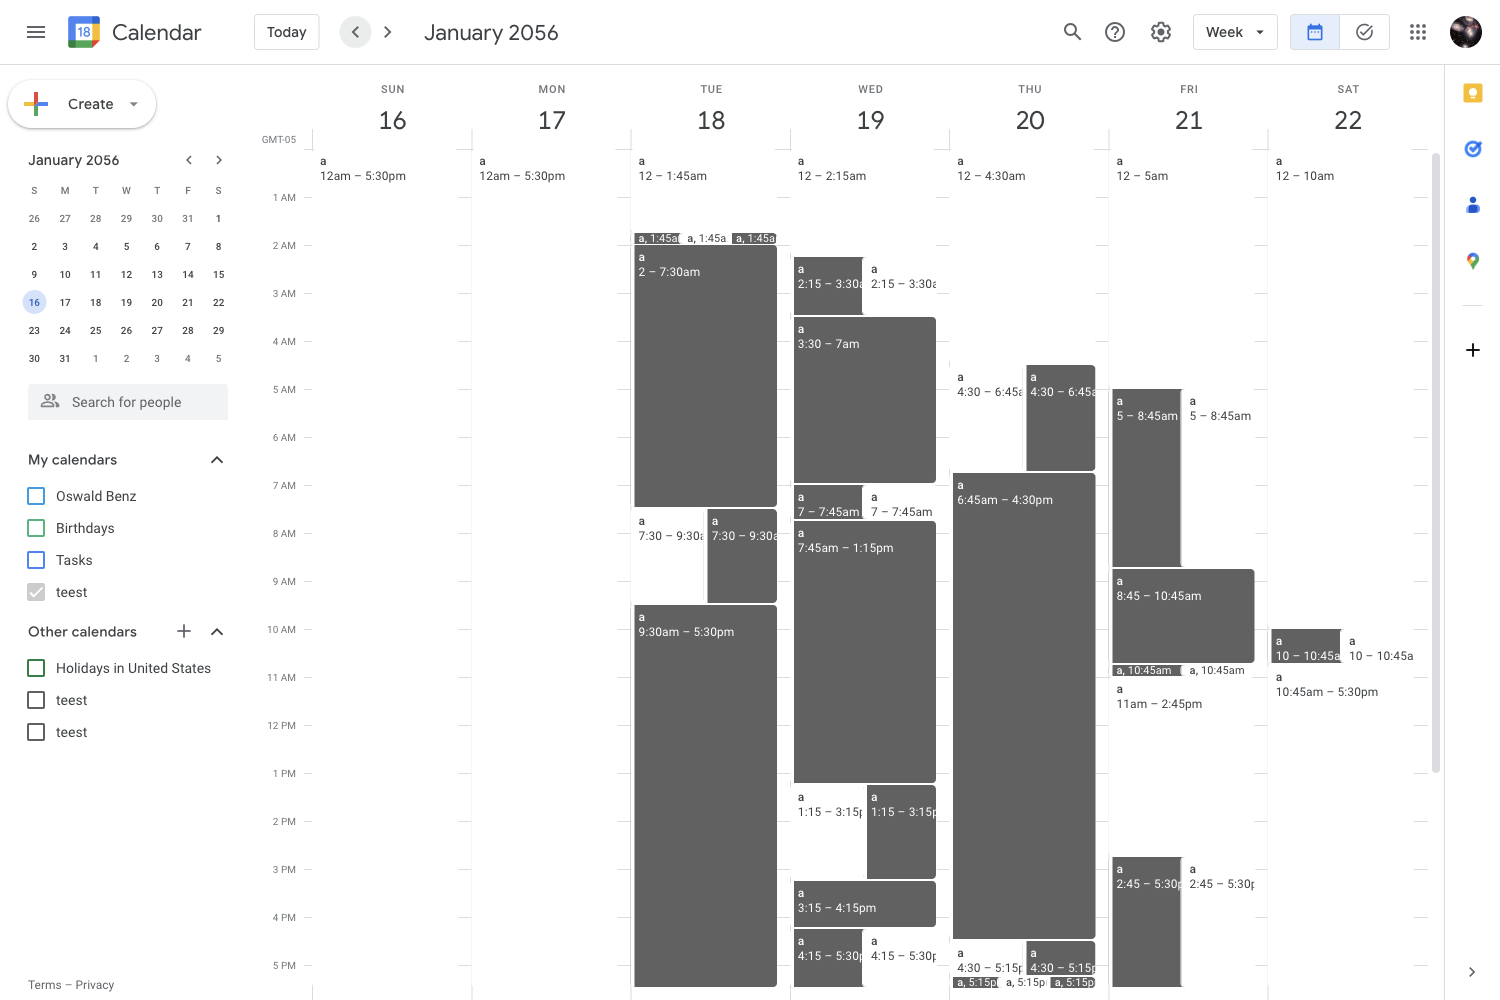 18 Calendar
Today
January 2056
Week
Create
January 2056
S M T W T F S
26 27 28 29 30 31 1
2 3 4 5 6 7 8
9 10 11 12 13 14 15
16 17 18 19 20 21 22
23 24 25 26 27 28 29
30 31 1 2 3 4 5
Search for people
My calendars
Oswald Benz
Birthdays
Tasks
teest
Other calendars
Holidays in United States
teest
teest
Terms – Privacy
GMT-05
SUN
16
MON
17
TUE
18
WED
19
THU
20
FRI
21
SAT
22
1 AM
2 AM
3 AM
4 AM
5 AM
6 AM
7 AM
8 AM
9 AM
10 AM
11 AM
12 PM
1 PM
2 PM
3 PM
4 PM
5 PM
a
12am – 5:30pm
a
12am – 5:30pm
a
12 – 1:45am
a, 1:45a
a, 1:45a
a, 1:45a
a
2 – 7:30am
a
7:30 – 9:30a
a
7:30 – 9:30a
a
9:30am – 5:30pm
a
12 – 2:15am
a
2:15 – 3:30a
a
2:15 – 3:30a
a
3:30 – 7am
a
7 – 7:45am
a
7 – 7:45am
a
7:45am – 1:15pm
a
1:15 – 3:15p
a
1:15 – 3:15p
a
3:15 – 4:15pm
a
4:15 – 5:30p
a
4:15 – 5:30p
a
12 – 4:30am
a
4:30 – 6:45a
a
4:30 – 6:45a
a
6:45am – 4:30pm
a
4:30 – 5:15p
a
4:30 – 5:15p
a, 5:15p
a, 5:15p
a, 5:15p
a
12 – 5am
a
5 – 8:45am
a
5 – 8:45am
a
8:45 – 10:45am
a, 10:45am
a, 10:45am
a
11am – 2:45pm
a
2:45 – 5:30p
a
2:45 – 5:30p
a
12 – 10am
a
10 – 10:45a
a
10 – 10:45a
a
10:45am – 5:30pm